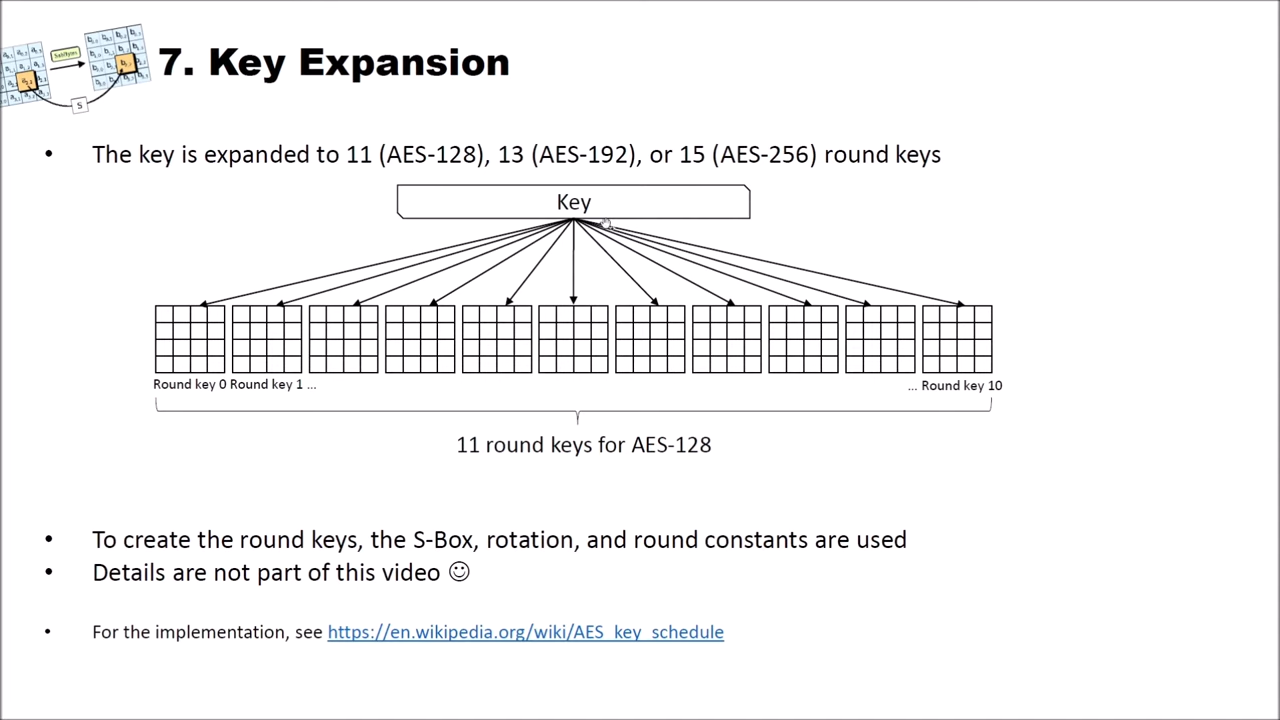 7. Key Expansion
SubBytes
S
• The key is expanded to 11 (AES-128), 13 (AES-192), or 15 (AES-256) round keys
Key
Round key 0 Round key 1 ... ... Round key 10
11 round keys for AES-128
• To create the round keys, the S-Box, rotation, and round constants are used
• Details are not part of this video ☺
• For the implementation, see https://en.wikipedia.org/wiki/AES_key_schedule